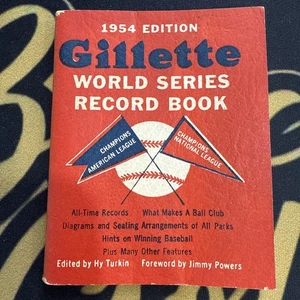 1954 EDITION
Gillette
WORLD SERIES
RECORD BOOK
CHAMPIONS
AMERICAN LEAGUE
CHAMPIONS
NATIONAL LEAGUE
All-Time Records What Makes A Ball Club
Diagrams and Seating Arrangements of All Parks
Hints on Winning Baseball
Plus Many Other Features
Edited by Hy Turkin Foreword by Jimmy Powers